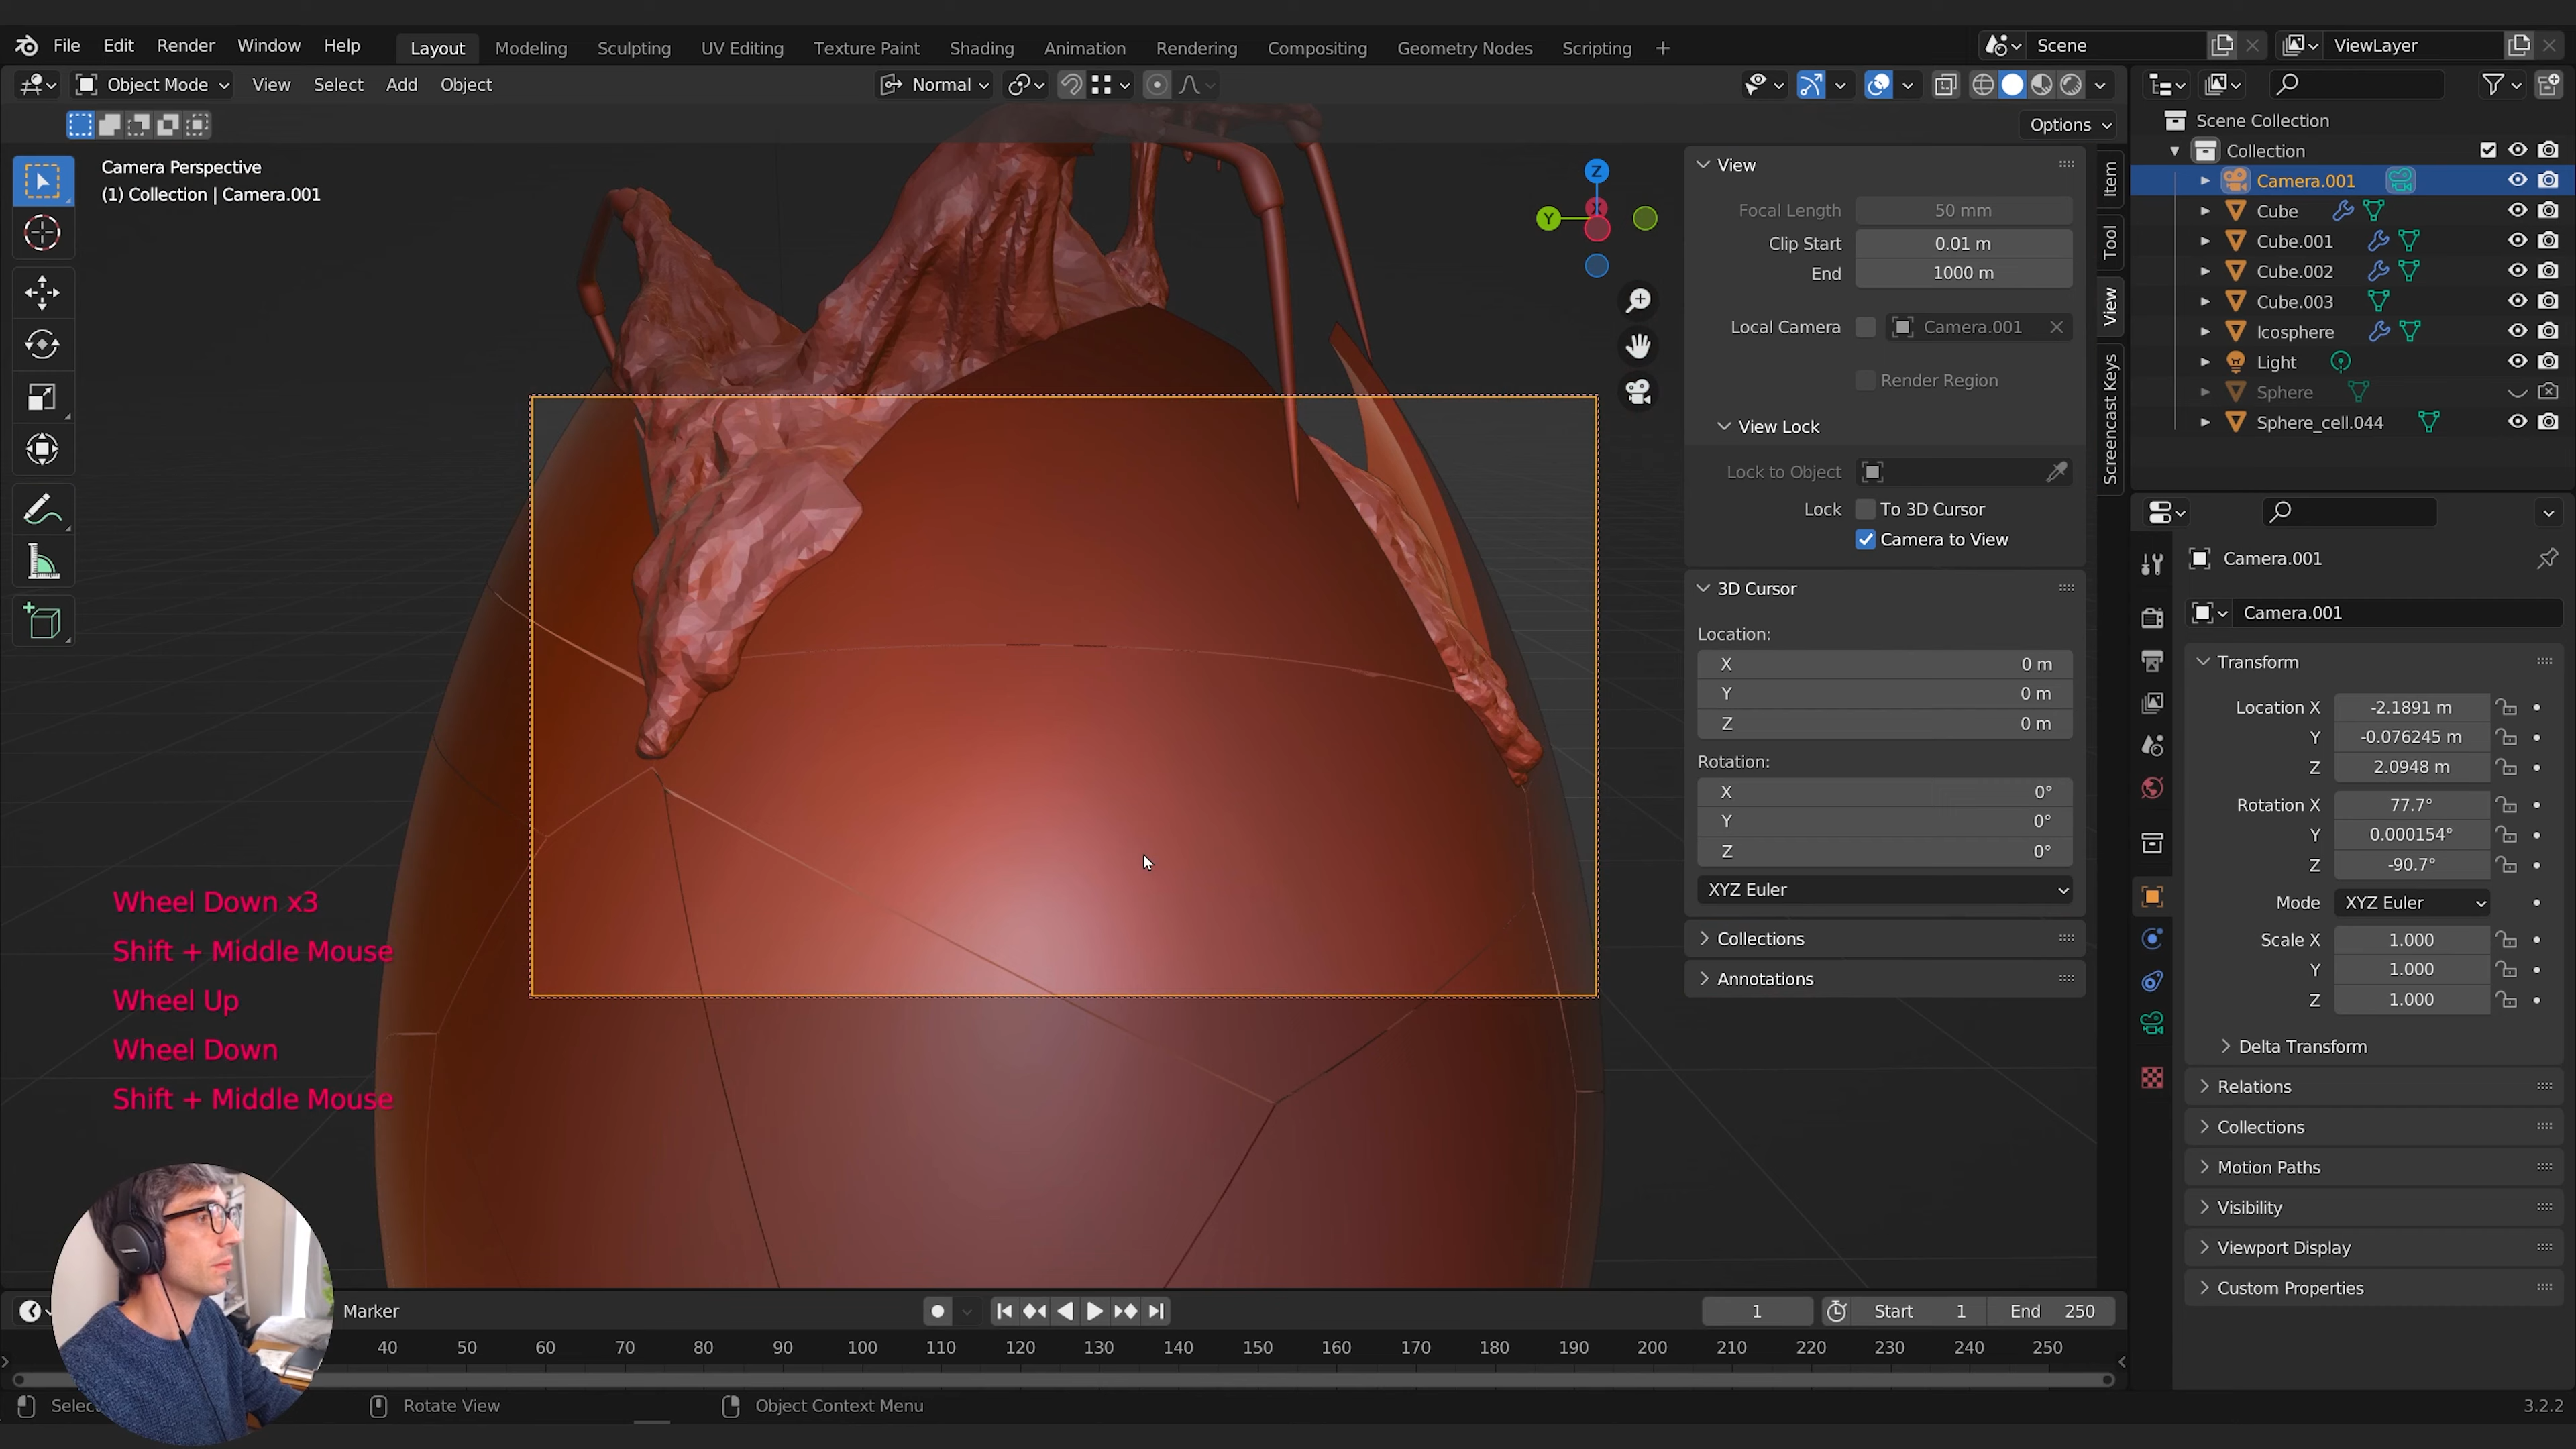 File Edit Render Window Help Layout Modeling Sculpting UV Editing Texture Paint Shading Animation Rendering Compositing Geometry Nodes Scripting + Scene ViewLayer
Object Mode View Select Add Object Normal
Options
Camera Perspective
(1) Collection | Camera.001
Z
Y
X
Wheel Down x3
Shift + Middle Mouse
Wheel Up
Wheel Down
Shift + Middle Mouse
View
Focal Length 50 mm
Clip Start 0.01 m
End 1000 m
Local Camera Camera.001
Render Region
View Lock
Lock to Object
Lock To 3D Cursor
Camera to View
3D Cursor
Location:
X 0 m
Y 0 m
Z 0 m
Rotation:
X 0°
Y 0°
Z 0°
XYZ Euler
Collections
Annotations
Item
Tool
View
Screencast Keys
Scene Collection
Collection
Camera.001
Cube
Cube.001
Cube.002
Cube.003
Icosphere
Light
Sphere
Sphere_cell.044
Camera.001
Camera.001
Transform
Location X -2.1891 m
Y -0.076245 m
Z 2.0948 m
Rotation X 77.7°
Y 0.000154°
Z -90.7°
Mode XYZ Euler
Scale X 1.000
Y 1.000
Z 1.000
Delta Transform
Relations
Collections
Motion Paths
Visibility
Viewport Display
Custom Properties
Marker 1 Start 1 End 250
40 50 60 70 80 90 100 110 120 130 140 150 160 170 180 190 200 210 220 230 240 250
Selec Rotate View Object Context Menu 3.2.2